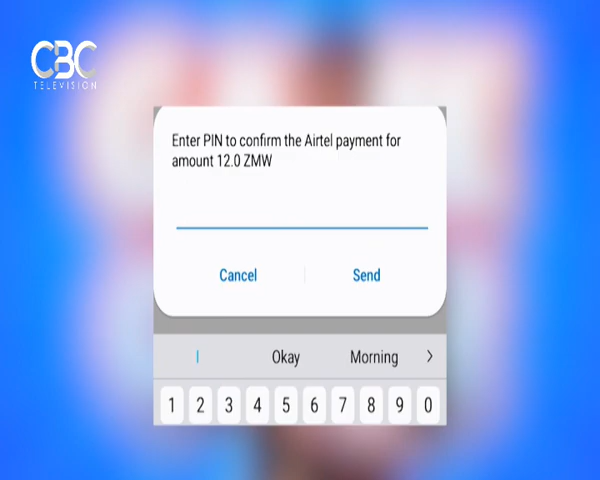 CBC
TELEVISION
Enter PIN to confirm the Airtel payment for
amount 12.0 ZMW
Cancel Send
I Okay Morning >
1 2 3 4 5 6 7 8 9 0